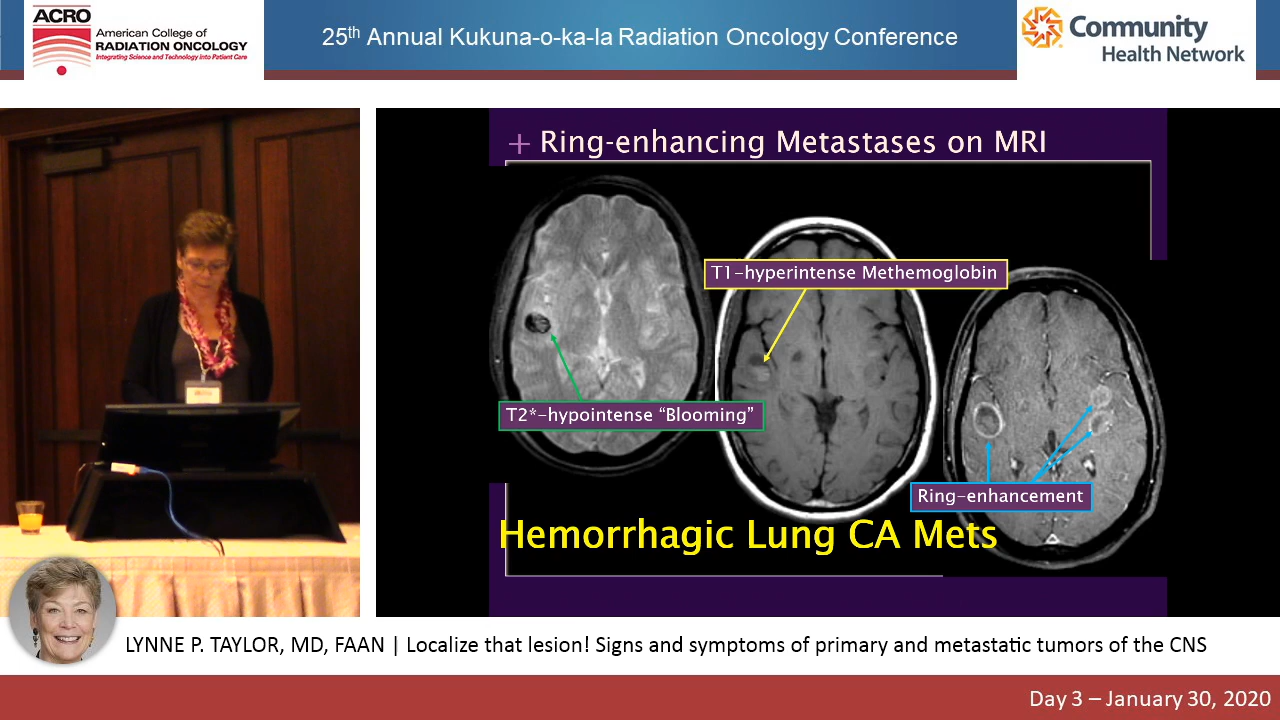 ACRO
American College of
RADIATION ONCOLOGY
Integrating Science and Technology Into Patient Care
25th Annual Kukuna-o-ka-la Radiation Oncology Conference
Community
Health Network
+ Ring-enhancing Metastases on MRI
T1-hyperintense Methemoglobin
T2*-hypointense “Blooming”
Ring-enhancement
Hemorrhagic Lung CA Mets
LYNNE P. TAYLOR, MD, FAAN | Localize that lesion! Signs and symptoms of primary and metastatic tumors of the CNS
Day 3 – January 30, 2020